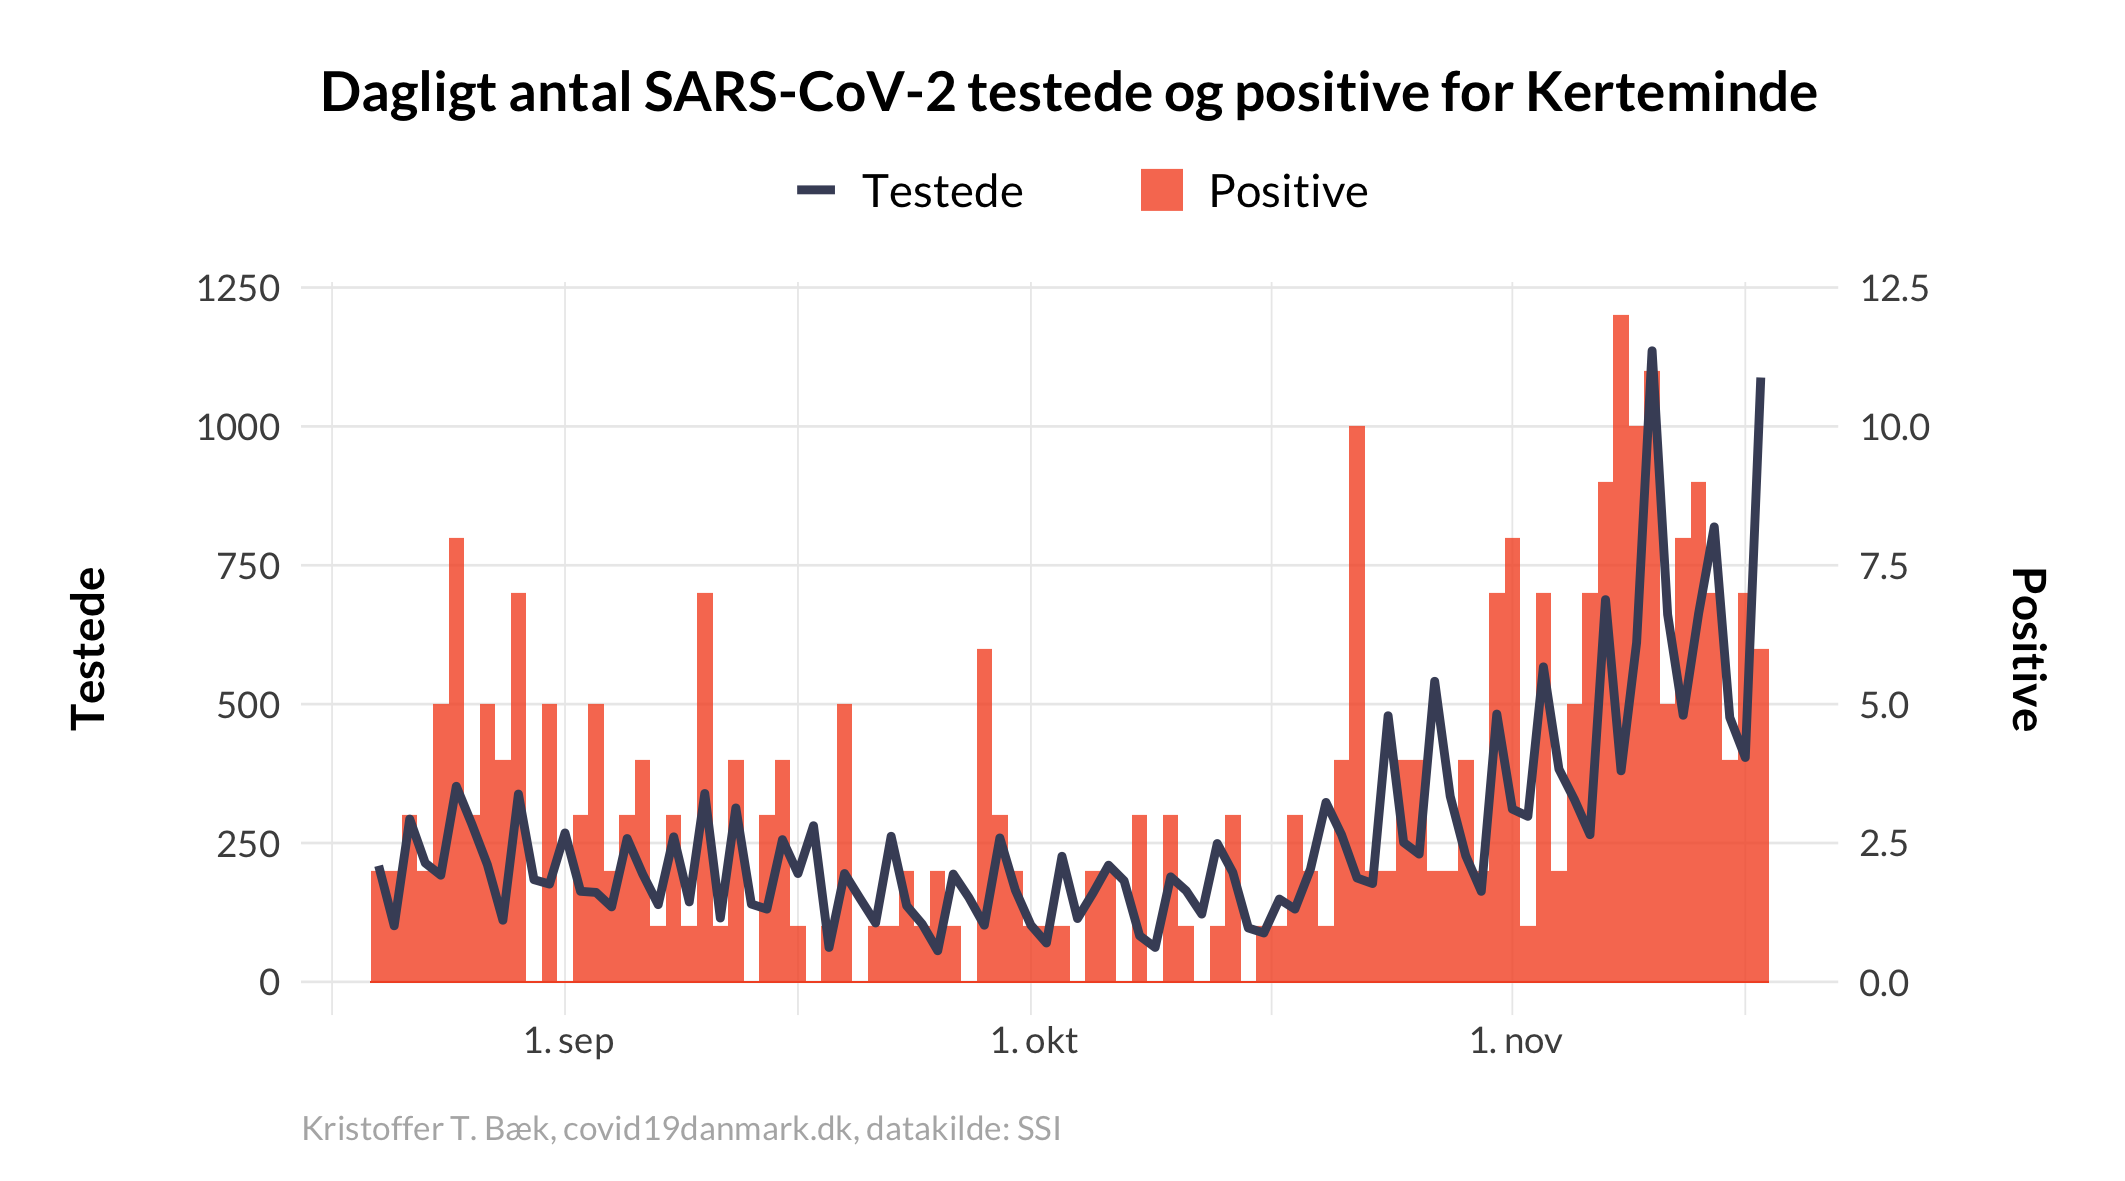 Dagligt antal SARS-CoV-2 testede og positive for Kerteminde
Testede Positive
1250 12.5
1000 10.0
750 7.5
500 5.0
250 2.5
0 0.0
Testede
Positive
1. sep 1. okt 1. nov
Kristoffer T. Bæk, covid19danmark.dk, datakilde: SSI